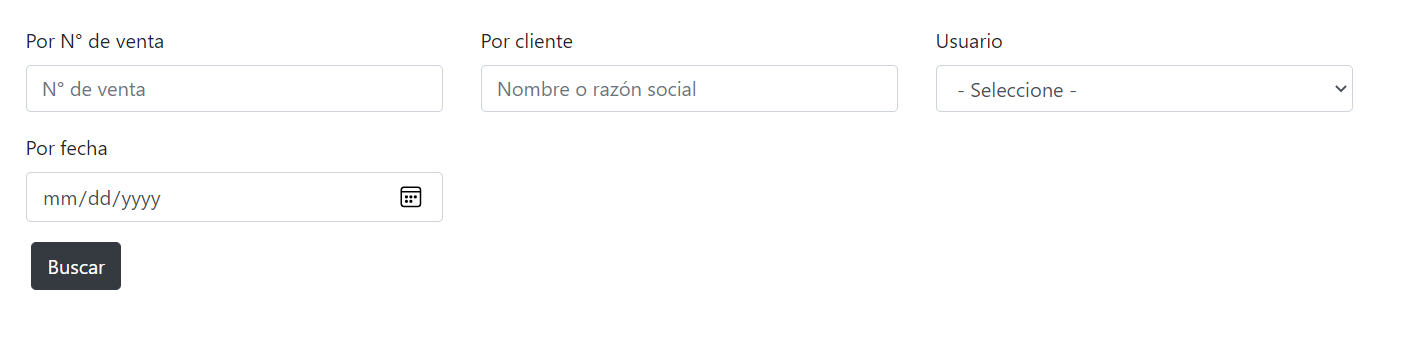 Por N° de venta
Por cliente
Usuario
N° de venta
Nombre o razón social
- Seleccione -
Por fecha
mm/dd/yyyy
Buscar